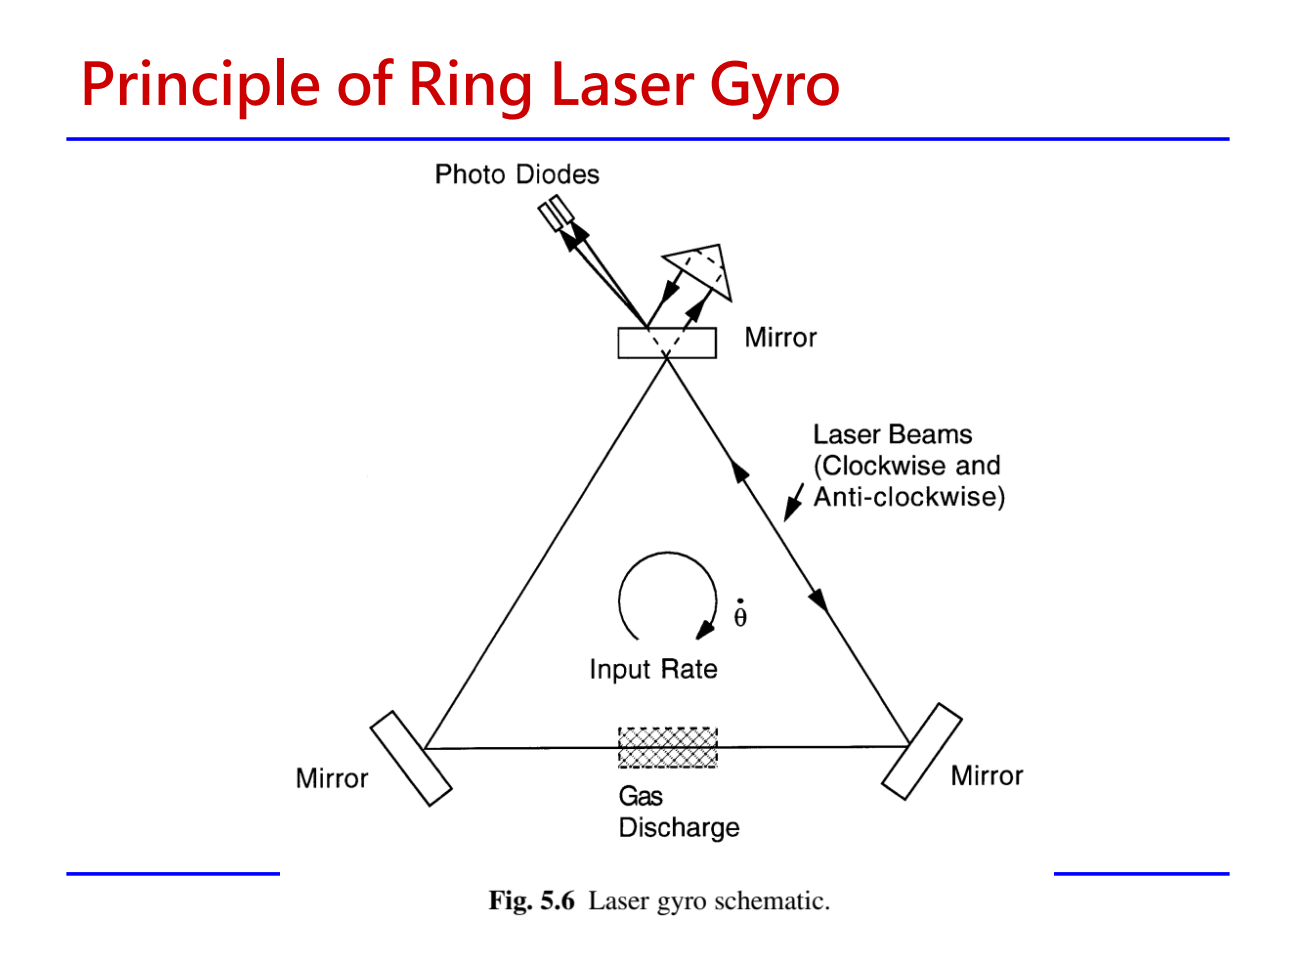 Principle of Ring Laser Gyro
Photo Diodes
Mirror
Laser Beams
(Clockwise and
Anti-clockwise)
θ̇
Input Rate
Mirror
Mirror
Gas
Discharge
Fig. 5.6 Laser gyro schematic.